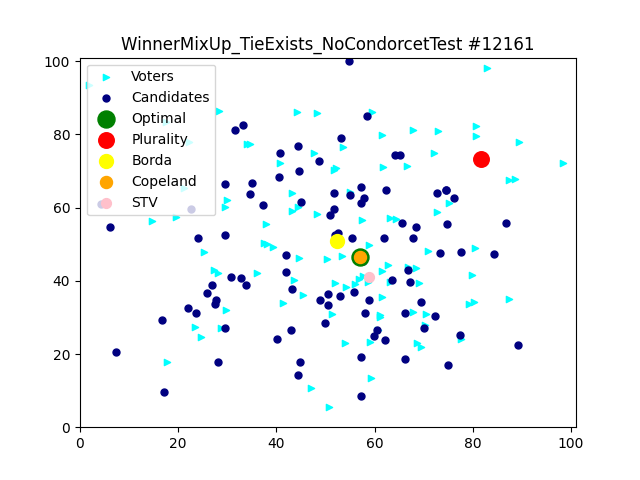 WinnerMixUp_TieExists_NoCondorcetTest #12161
Voters
Candidates
Optimal
Plurality
Borda
Copeland
STV
100
80
60
40
20
0
0 20 40 60 80 100